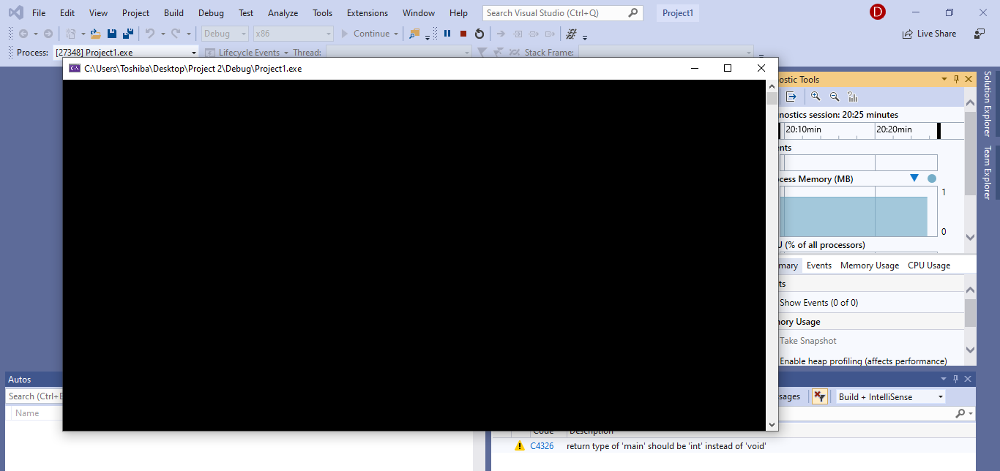 File Edit View Project Build Debug Test Analyze Tools Extensions Window Help Search Visual Studio (Ctrl+Q) Project1 D
Debug x86 Continue Live Share
Process: [27348] Project1.exe Lifecycle Events Thread: Stack Frame:
C:\Users\Toshiba\Desktop\Project 2\Debug\Project1.exe
ostic Tools
nostics session: 20:25 minutes
20:10min 20:20min
ents
cess Memory (MB)
1
0
U (% of all processors)
mary Events Memory Usage CPU Usage
ts
Show Events (0 of 0)
ory Usage
Take Snapshot
Enable heap profiling (affects performance)
Solution Explorer
Team Explorer
Autos
Search (Ctrl+E
Name
sages Build + IntelliSense
Code Description
C4326 return type of 'main' should be 'int' instead of 'void'